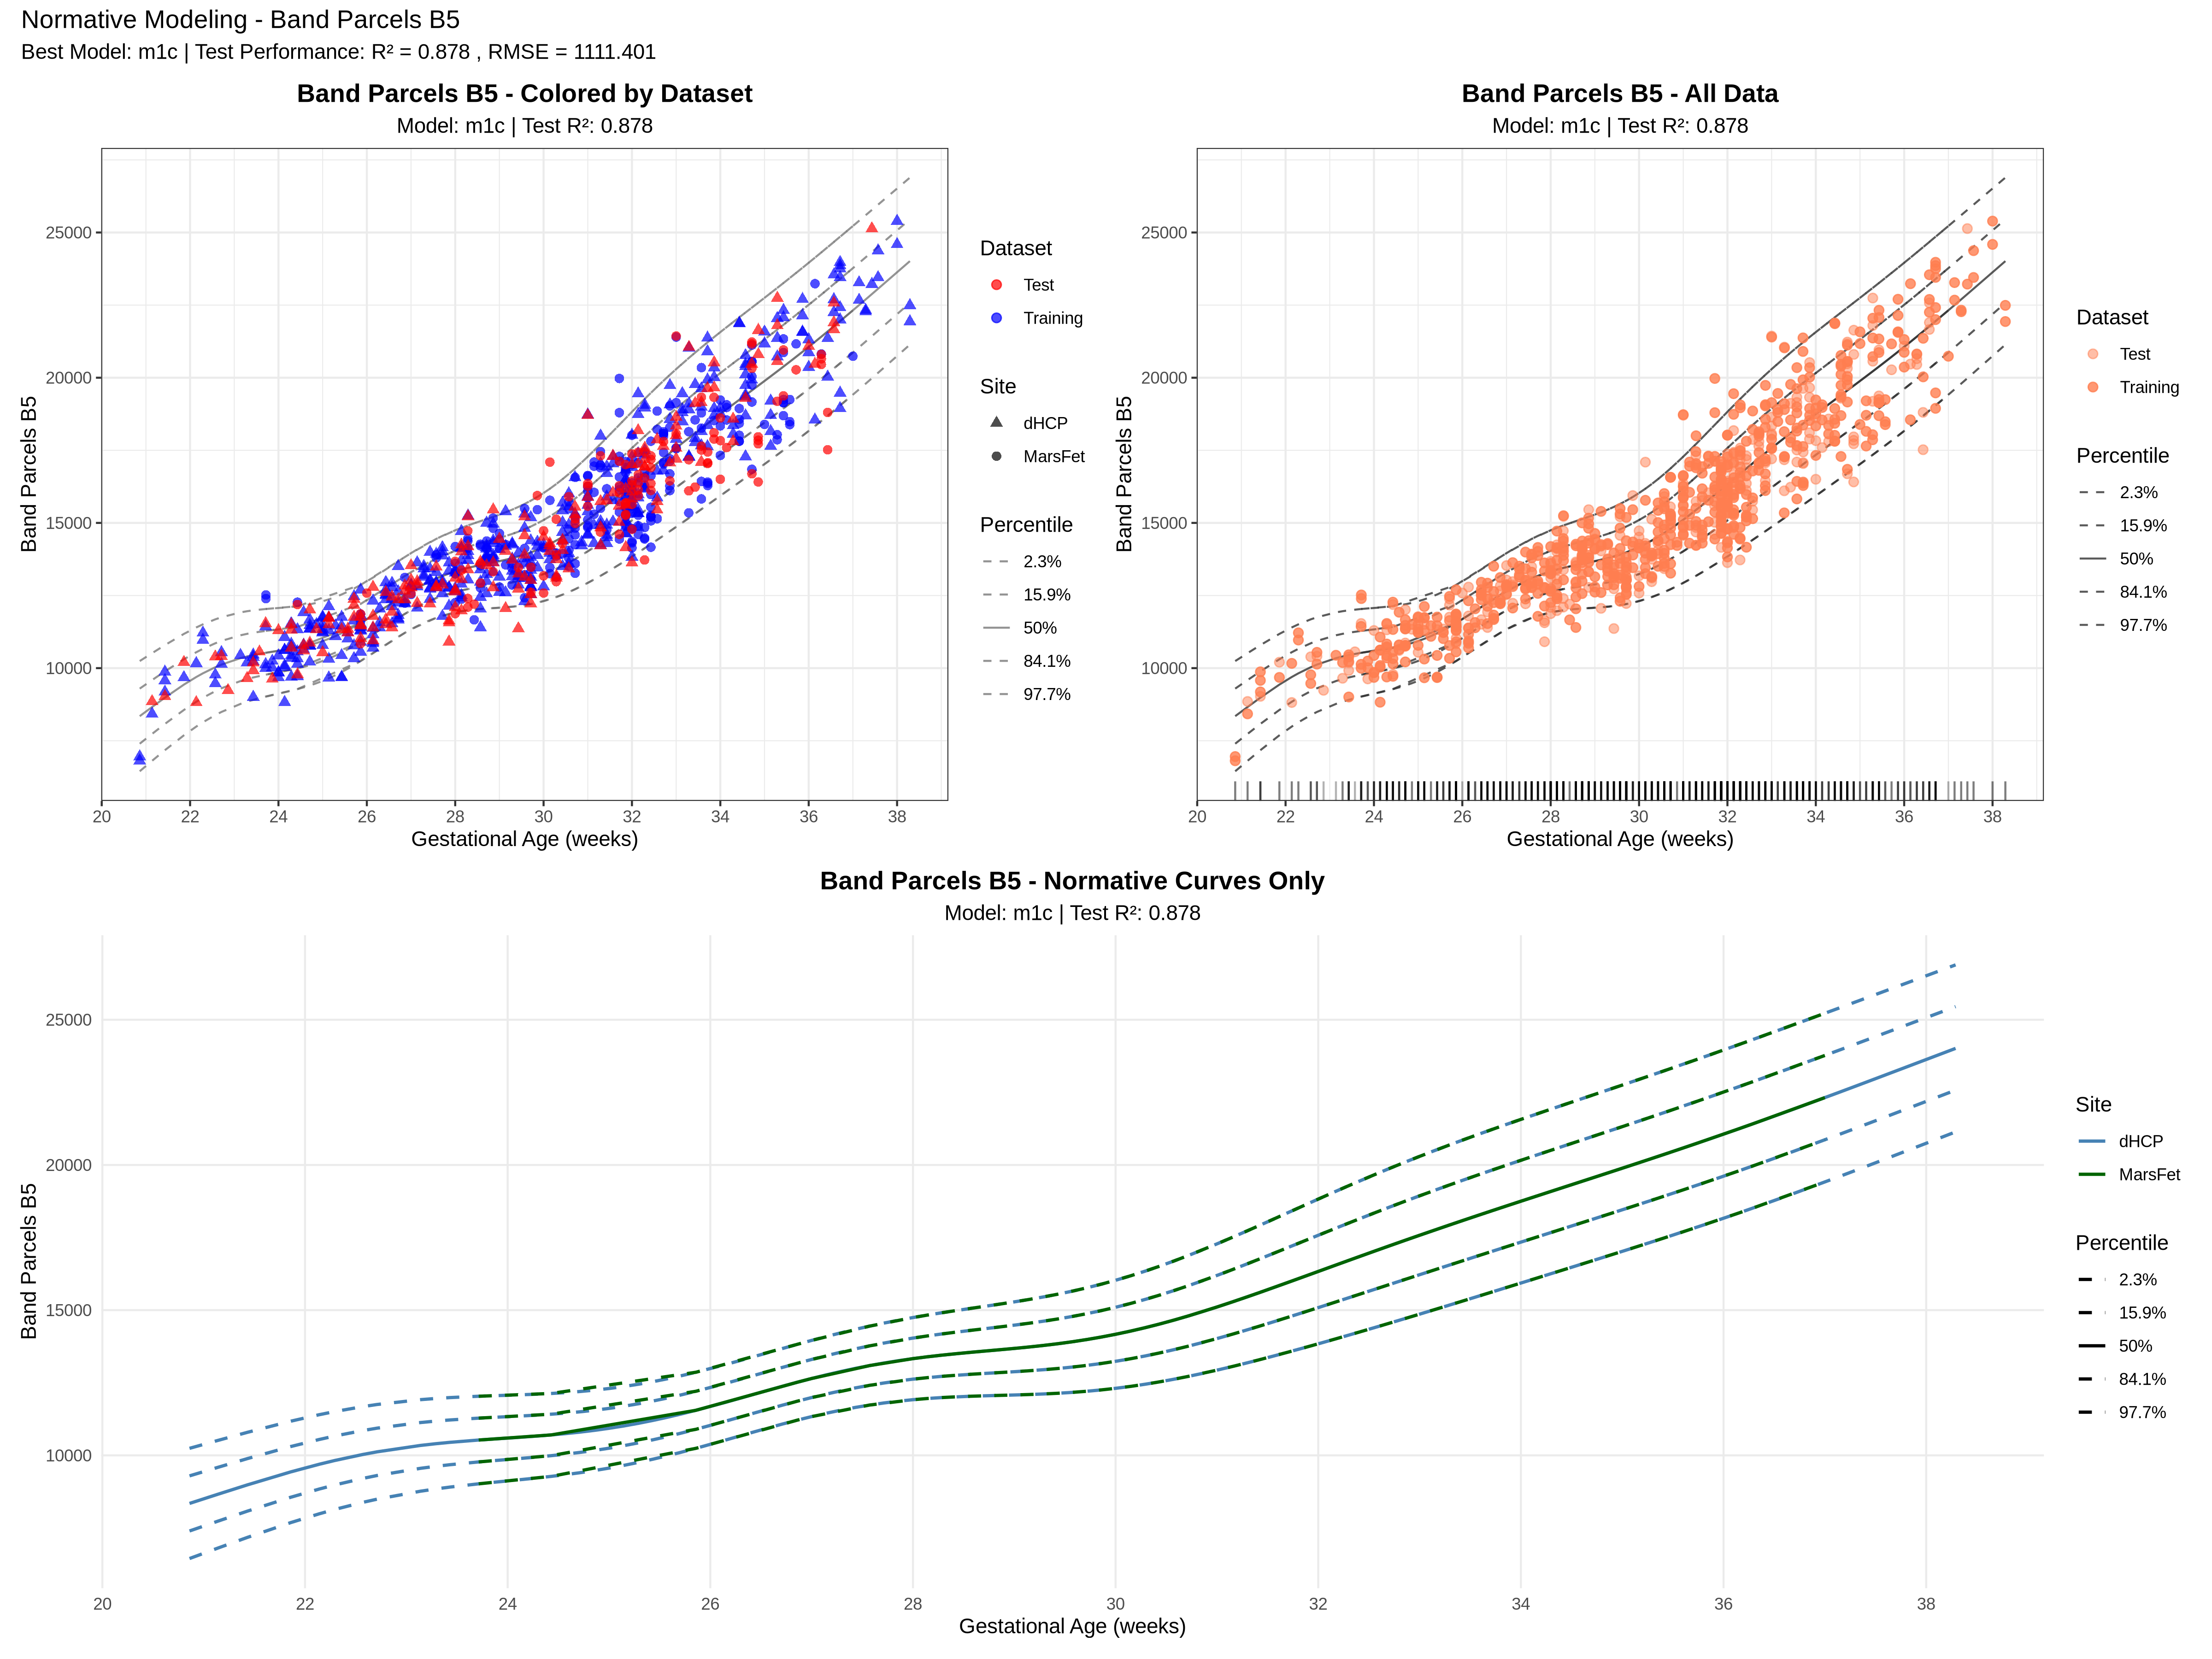 Normative Modeling - Band Parcels B5
Best Model: m1c | Test Performance: R² = 0.878 , RMSE = 1111.401
Band Parcels B5 - Colored by Dataset
Model: m1c | Test R²: 0.878
Band Parcels B5
25000
20000
15000
10000
20 22 24 26 28 30 32 34 36 38
Gestational Age (weeks)
Dataset
Test
Training
Site
dHCP
MarsFet
Percentile
2.3%
15.9%
50%
84.1%
97.7%
Band Parcels B5 - All Data
Model: m1c | Test R²: 0.878
Band Parcels B5
25000
20000
15000
10000
20 22 24 26 28 30 32 34 36 38
Gestational Age (weeks)
Dataset
Test
Training
Percentile
2.3%
15.9%
50%
84.1%
97.7%
Band Parcels B5 - Normative Curves Only
Model: m1c | Test R²: 0.878
Band Parcels B5
25000
20000
15000
10000
20 22 24 26 28 30 32 34 36 38
Gestational Age (weeks)
Site
dHCP
MarsFet
Percentile
2.3%
15.9%
50%
84.1%
97.7%